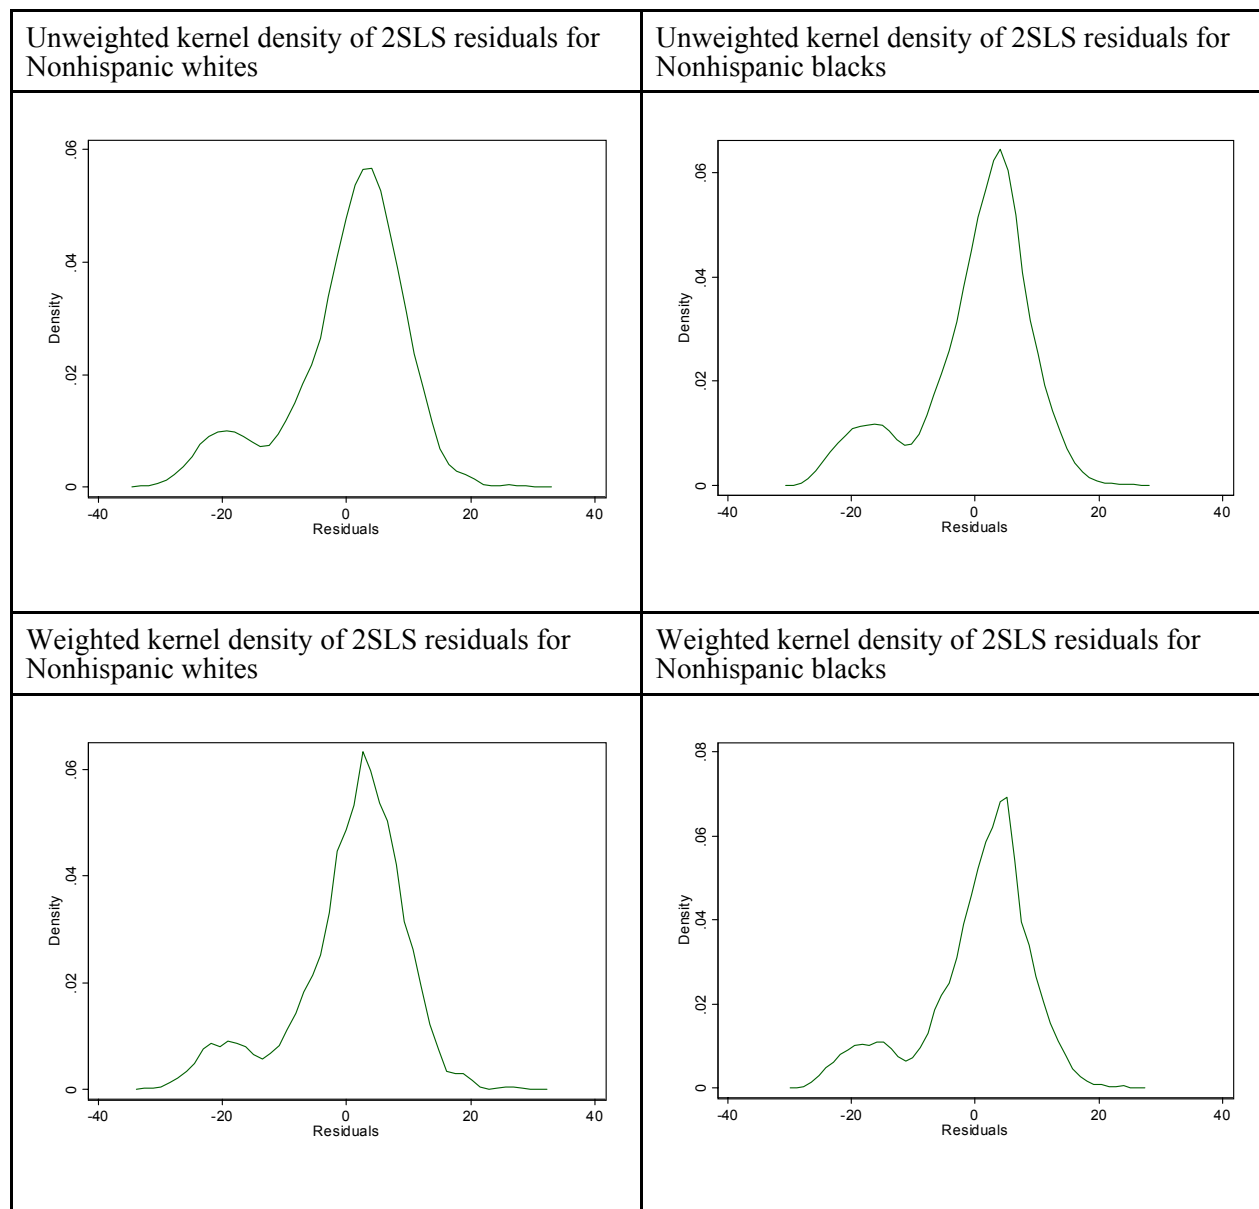 Unweighted kernel density of 2SLS residuals for
Nonhispanic whites
Unweighted kernel density of 2SLS residuals for
Nonhispanic blacks
.06
.04
.02
0
Density
-40
-20
0
20
40
Residuals
.06
.04
.02
0
Density
-40
-20
0
20
40
Residuals
Weighted kernel density of 2SLS residuals for
Nonhispanic whites
Weighted kernel density of 2SLS residuals for
Nonhispanic blacks
.06
.04
.02
0
Density
-40
-20
0
20
40
Residuals
.08
.06
.04
.02
0
Density
-40
-20
0
20
40
Residuals